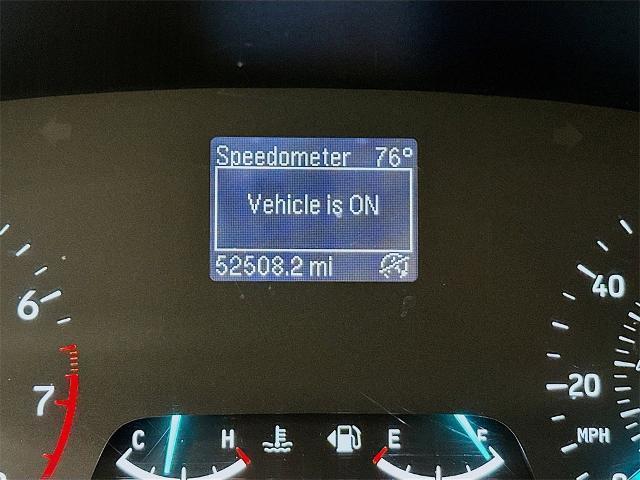 Speedometer 76°
Vehicle is ON
52508.2 mi
6
7
40
20
MPH
C H E F